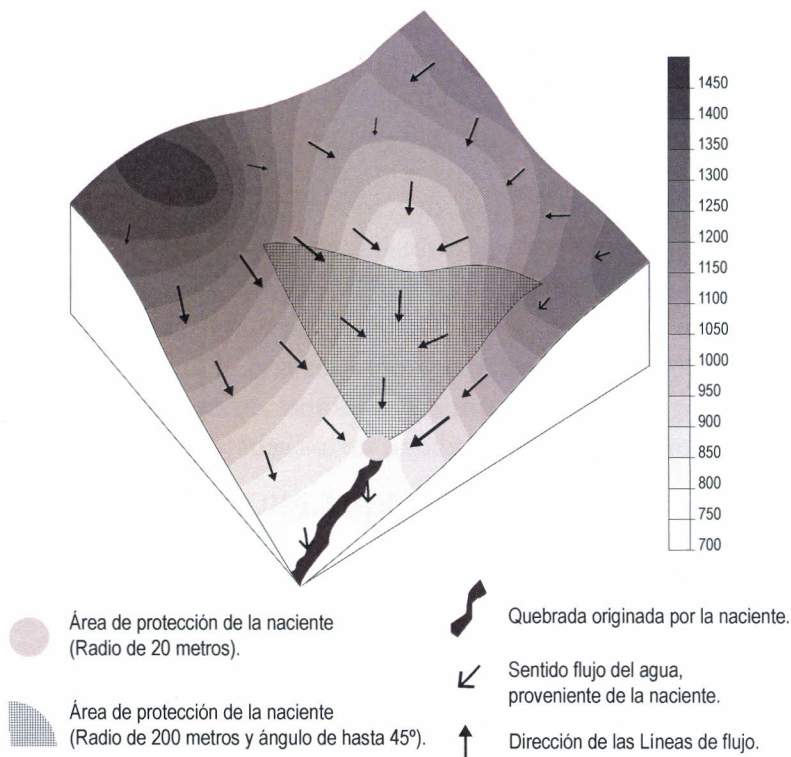 1450
1400
1350
1300
1250
1200
1150
1100
1050
1000
950
900
850
800
750
700
Área de protección de la naciente
(Radio de 20 metros).
Área de protección de la naciente
(Radio de 200 metros y ángulo de hasta 45º).
Quebrada originada por la naciente.
Sentido flujo del agua,
proveniente de la naciente.
Dirección de las Lineas de flujo.